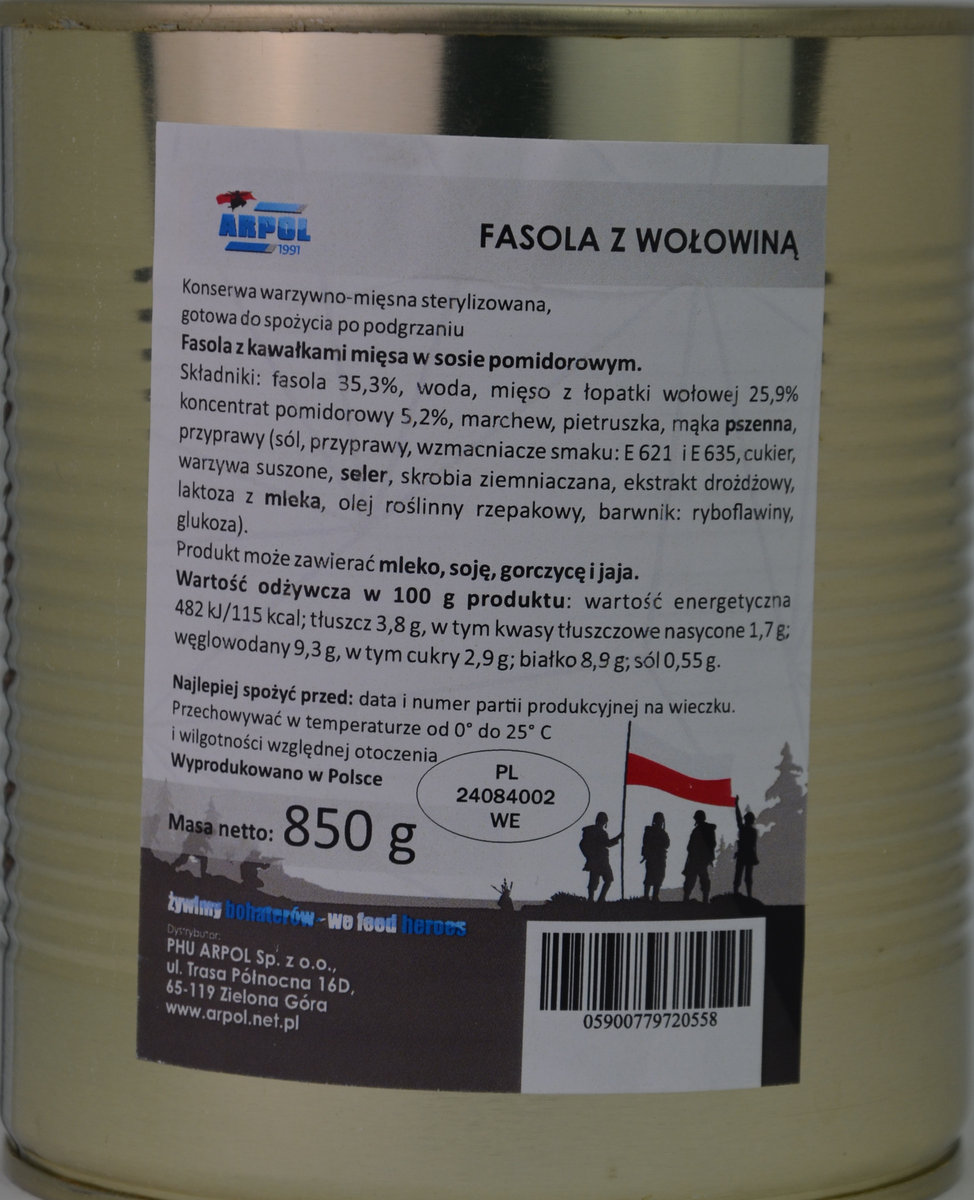 ARPOL
1991
FASOLA Z WOŁOWINĄ
Konserwa warzywno-mięsna sterylizowana,
gotowa do spożycia po podgrzaniu
Fasola z kawałkami mięsa w sosie pomidorowym.
Składniki: fasola 35,3%, woda, mięso z łopatki wołowej 25,9%
koncentrat pomidorowy 5,2%, marchew, pietruszka, mąka pszenna,
przyprawy (sól, przyprawy, wzmacniacze smaku: E 621 i E 635, cukier,
warzywa suszone, seler, skrobia ziemniaczana, ekstrakt drożdżowy,
laktoza z mleka, olej roślinny rzepakowy, barwnik: ryboflawiny,
glukoza).
Produkt może zawierać mleko, soję, gorczycę i jaja.
Wartość odżywcza w 100 g produktu: wartość energetyczna
482 kJ/115 kcal; tłuszcz 3,8 g, w tym kwasy tłuszczowe nasycone 1,7 g;
węglowodany 9,3 g, w tym cukry 2,9 g; białko 8,9 g; sól 0,55 g.
Najlepiej spożyć przed: data i numer partii produkcyjnej na wieczku.
Przechowywać w temperaturze od 0° do 25° C
i wilgotności względnej otoczenia
Wyprodukowano w Polsce
PL
24084002
WE
Masa netto: 850 g
żywimy bohaterów - we feed heroes
Dystrybutor:
PHU ARPOL Sp. z o.o.,
ul. Trasa Północna 16D,
65-119 Zielona Góra
www.arpol.net.pl
05900779720558